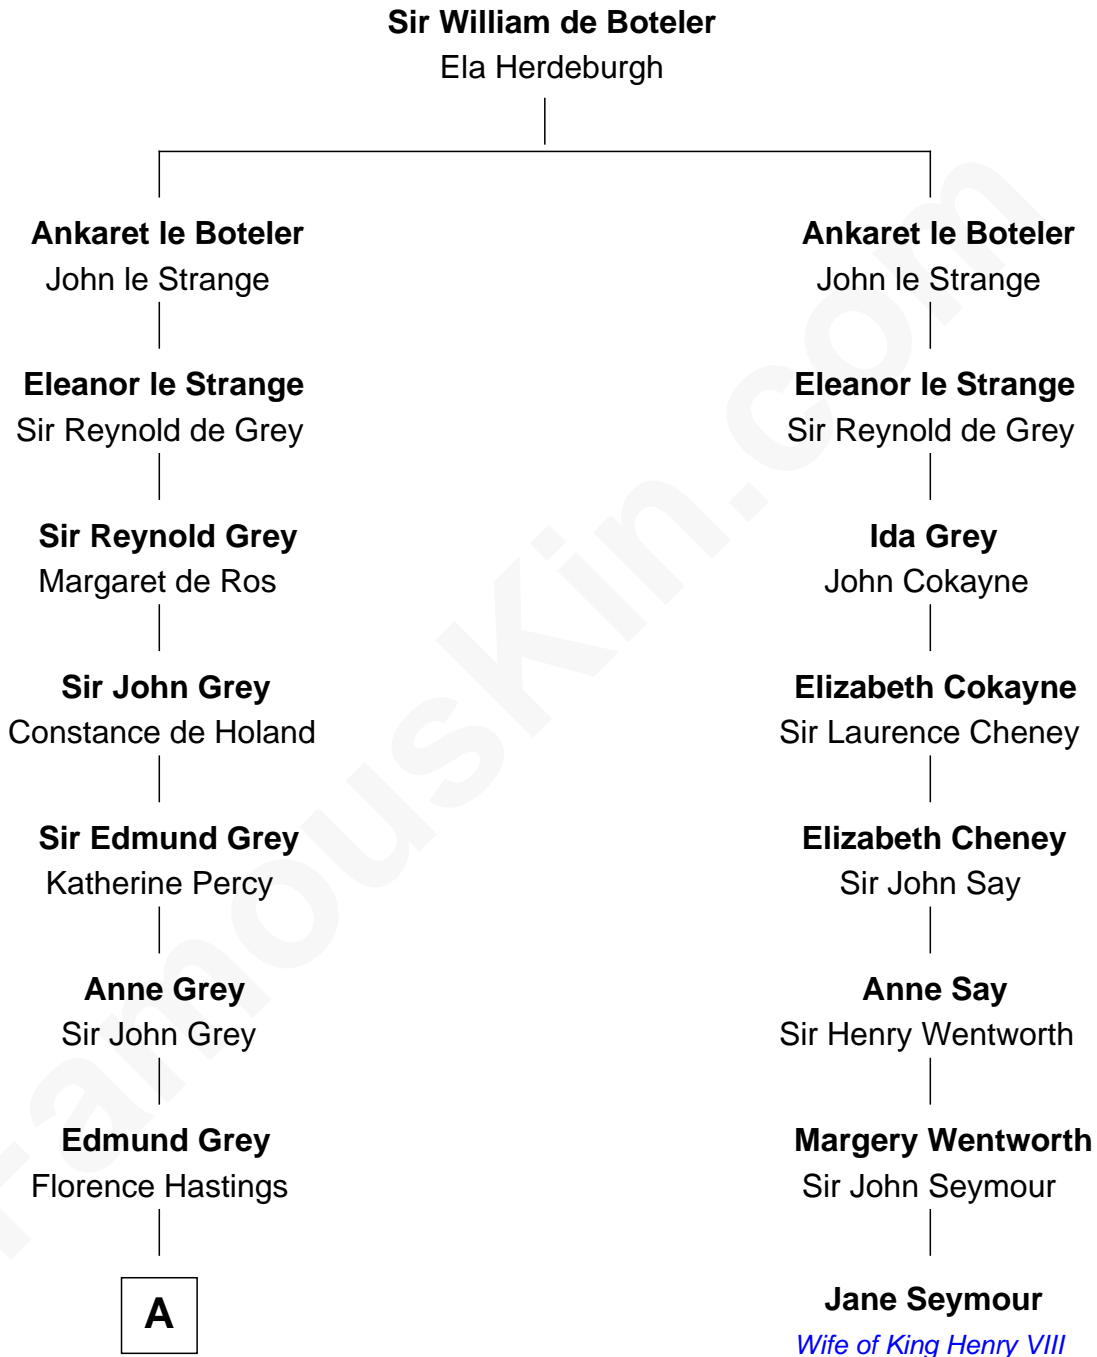 Sir William de Boteler
Ela Herdeburgh
Ankaret le Boteler
John le Strange
Eleanor le Strange
Sir Reynold de Grey
Sir Reynold Grey
Margaret de Ros
Sir John Grey
Constance de Holand
Sir Edmund Grey
Katherine Percy
Anne Grey
Sir John Grey
Edmund Grey
Florence Hastings
A
Ankaret le Boteler
John le Strange
Eleanor le Strange
Sir Reynold de Grey
Ida Grey
John Cokayne
Elizabeth Cokayne
Sir Laurence Cheney
Elizabeth Cheney
Sir John Say
Anne Say
Sir Henry Wentworth
Margery Wentworth
Sir John Seymour
Jane Seymour
Wife of King Henry VIII
FamousKin.com